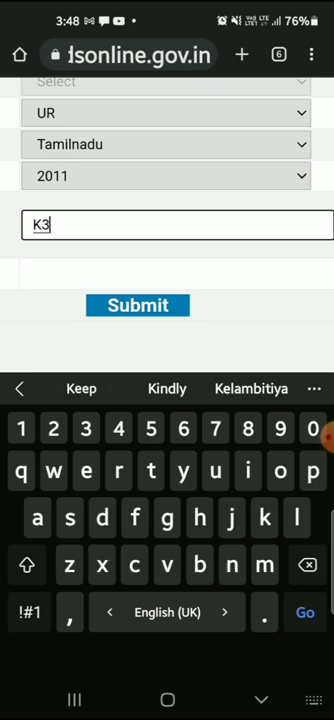 3:48 76%
dsonline.gov.in 6
Select
UR
Tamilnadu
2011
K3
Submit
Keep Kindly Kelambitiya ...
1 2 3 4 5 6 7 8 9 0
q w e r t y u i o p
a s d f g h j k l
z x c v b n m
!#1 , < English (UK) > . Go